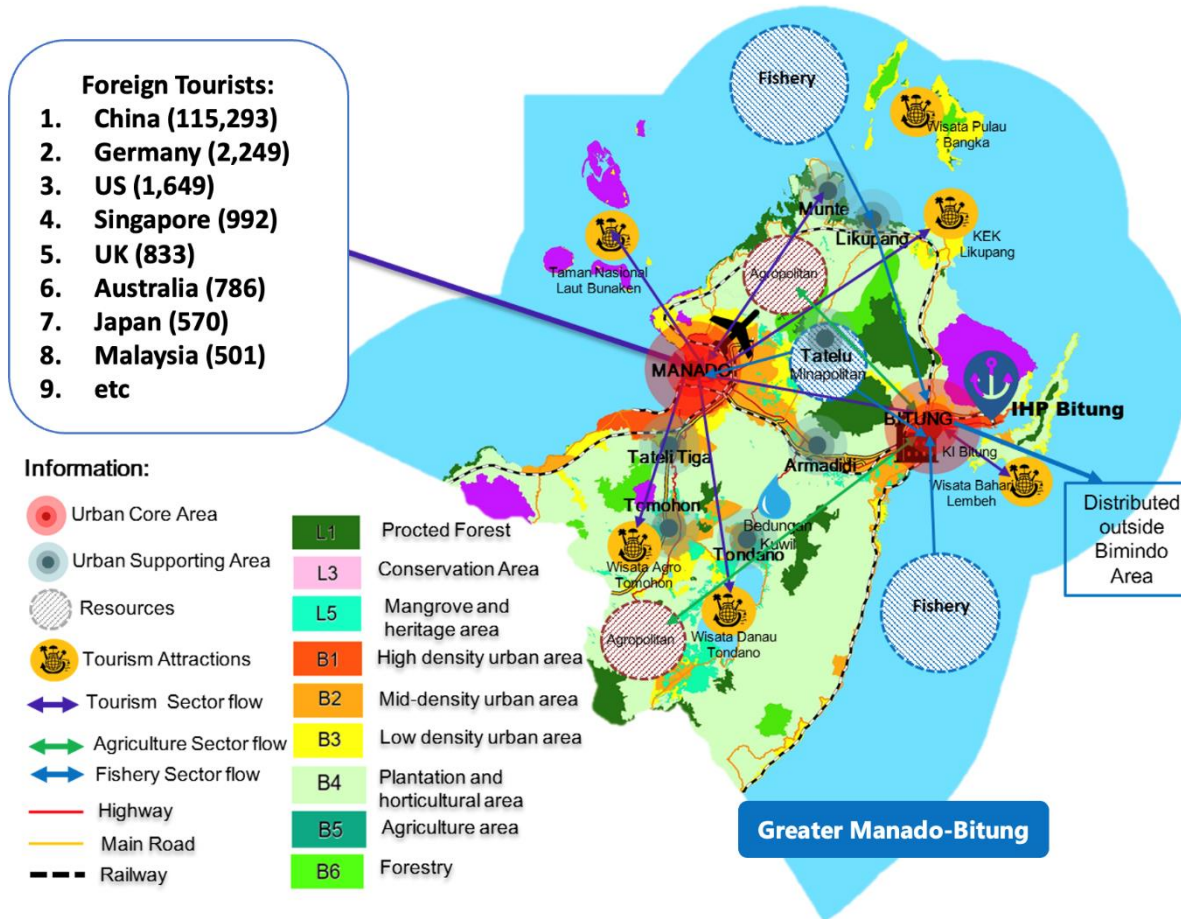 Foreign Tourists:
1. China (115,293)
2. Germany (2,249)
3. US (1,649)
4. Singapore (992)
5. UK (833)
6. Australia (786)
7. Japan (570)
8. Malaysia (501)
9. etc
Fishery
Wisata Pulau
Bangka
Munte
Likupang
KEK
Likupang
Taman Nasional
Laut Bunaken
Agropolitan
MANADO
Tatelu
Minapolitan
BITUNG
IHP Bitung
KI Bitung
Tateli Tiga
Armadidi
Wisata Bahari
Lembeh
Distributed
outside
Bimindo
Area
Tomohon
Bedungan
Kuwil
Tondano
Wisata Agro
Tomohon
Agropolitan
Wisata Danau
Tondano
Fishery
Greater Manado-Bitung
Information:
Urban Core Area
Urban Supporting Area
Resources
Tourism Attractions
Tourism Sector flow
Agriculture Sector flow
Fishery Sector flow
Highway
Main Road
Railway
L1 Procted Forest
L3 Conservation Area
L5 Mangrove and
heritage area
B1 High density urban area
B2 Mid-density urban area
B3 Low density urban area
B4 Plantation and
horticultural area
B5 Agriculture area
B6 Forestry